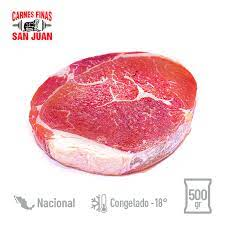 CARNES FINAS
SAN JUAN
Nacional
Congelado -18°
500
gr